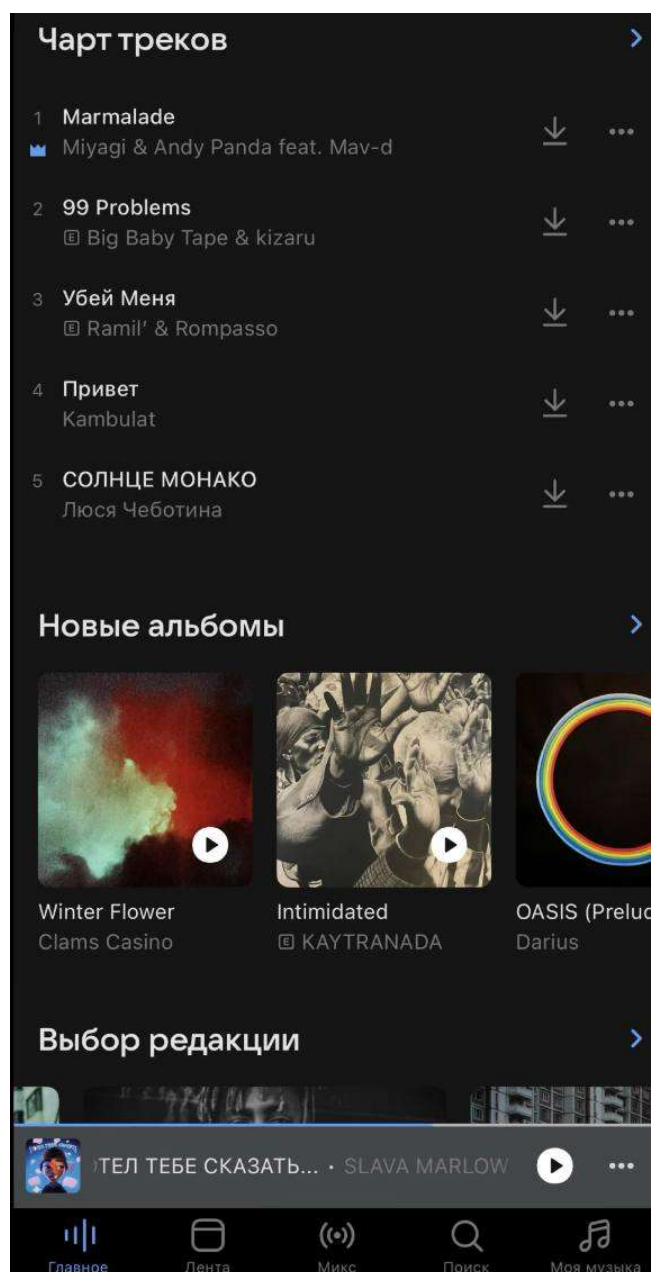 Чарт треков
1 Marmalade
Miyagi & Andy Panda feat. Mav-d
2 99 Problems
E Big Baby Tape & kizaru
3 Убей Меня
E Ramil' & Rompasso
4 Привет
Kambulat
5 СОЛНЦЕ МОНАКО
Люся Чеботина
Новые альбомы
Winter Flower
Clams Casino
Intimidated
E KAYTRANADA
OASIS (Prelud
Darius
Выбор редакции
ОТЕЛ ТЕБЕ СКАЗАТЬ... • SLAVA MARLOW
Главное
Лента
Микс
Поиск
Моя музыка